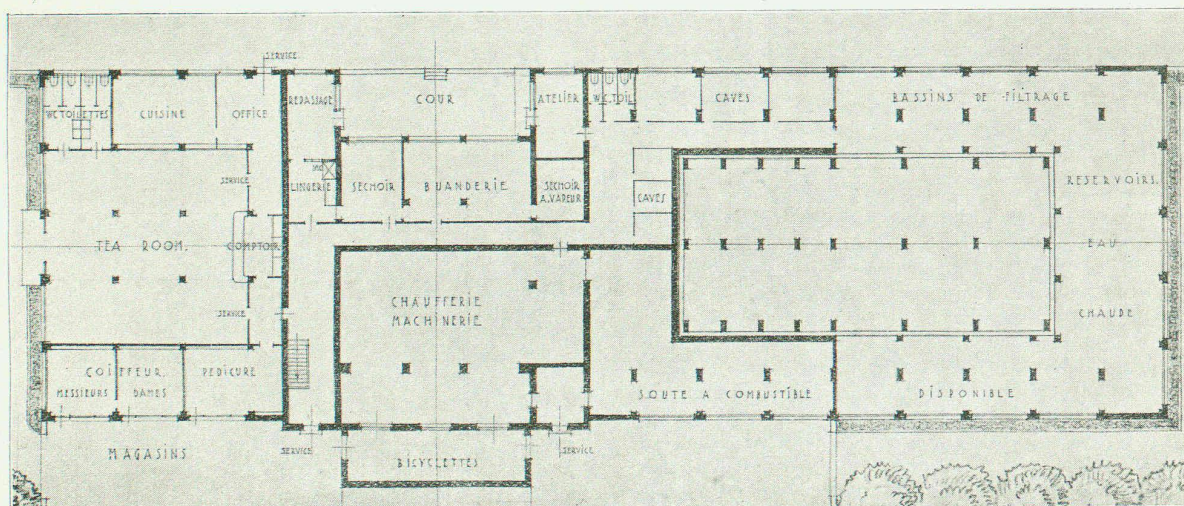 SERVICE
W.C. TOILETTES
CUISINE
OFFICE
REPASSAGE
COUR
ATELIER
W.C. TOIL.
CAVES
BASSINS DE FILTRAGE
SERVICE
LINGERIE
SECHOIR
BUANDERIE
SECHOIR
A. VAPEUR
CAVES
RESERVOIRS.
TEA ROOM.
COMPTOIR
EAU
SERVICE
CHAUFFERIE
MACHINERIE
CHAUDE
COIFFEUR
MESSIEURS
DAMES
PEDICURE
SOUTE A COMBUSTIBLE
DISPONIBLE
MAGASINS
SERVICE
BICYCLETTES
SERVICE